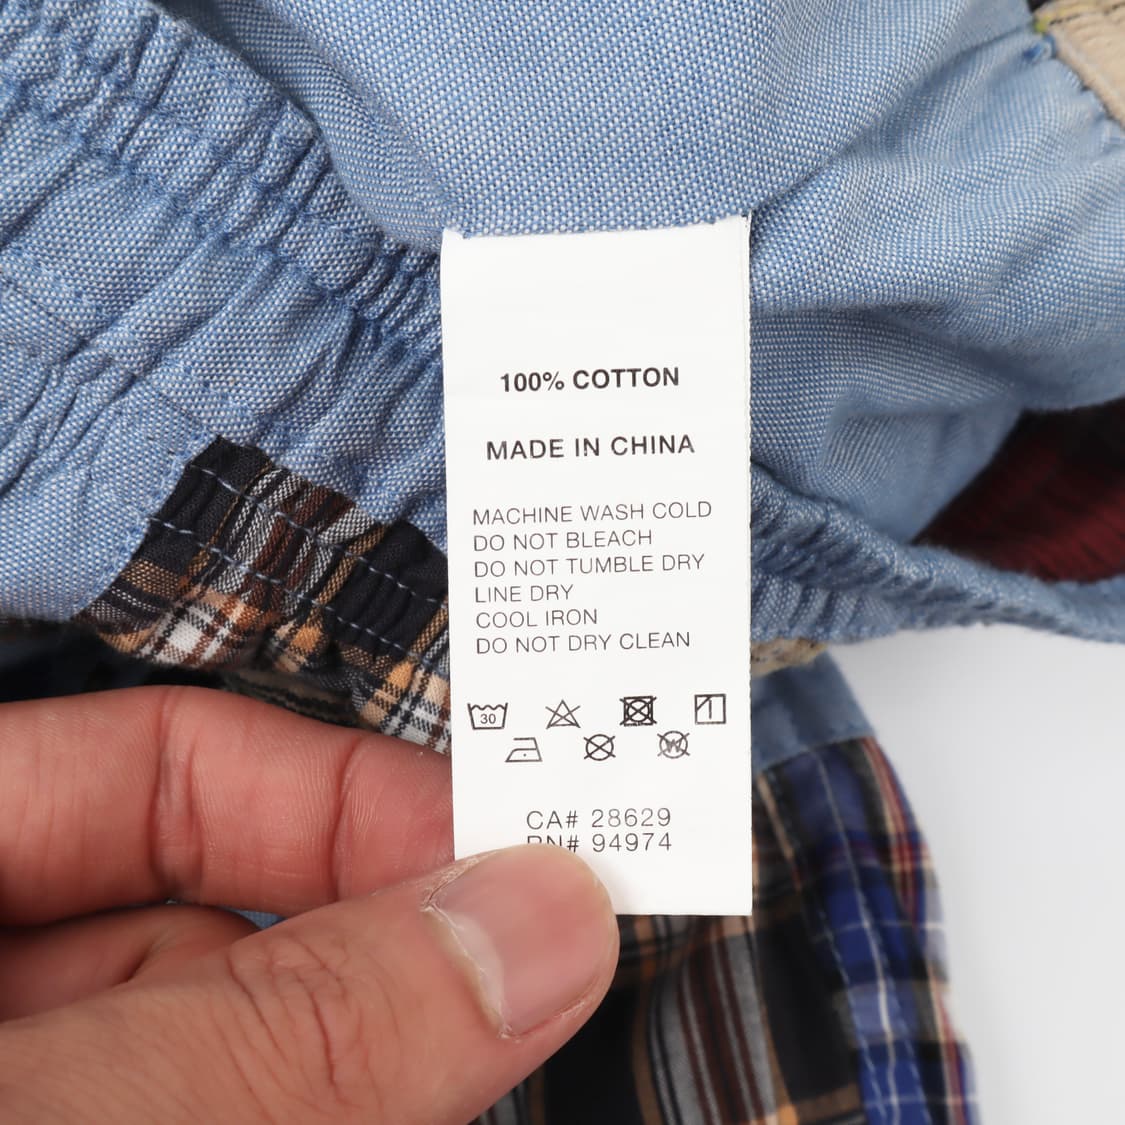 100% COTTON
MADE IN CHINA
MACHINE WASH COLD
DO NOT BLEACH
DO NOT TUMBLE DRY
LINE DRY
COOL IRON
DO NOT DRY CLEAN
30
W
CA# 28629
RN# 94974